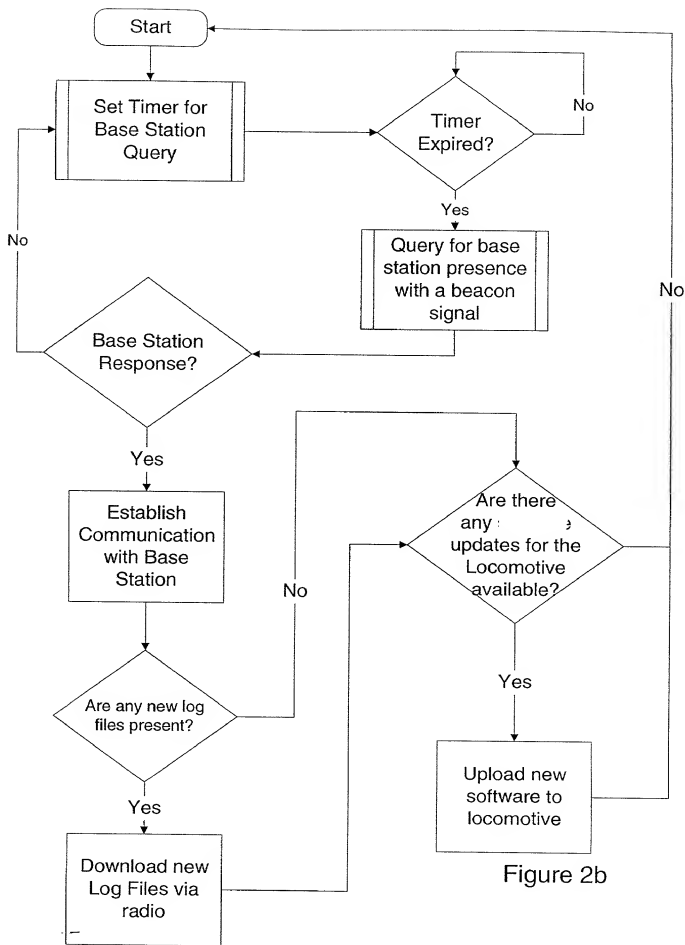 Start
Set Timer for
Base Station
Query
Timer
Expired?
No
Yes
Query for base
station presence
with a beacon
signal
No
Base Station
Response?
No
Yes
Establish
Communication
with Base
Station
Are there
any
updates for the
Locomotive
available?
No
Are any new log
files present?
Yes
Yes
Upload new
software to
locomotive
Download new
Log Files via
radio
Figure 2b